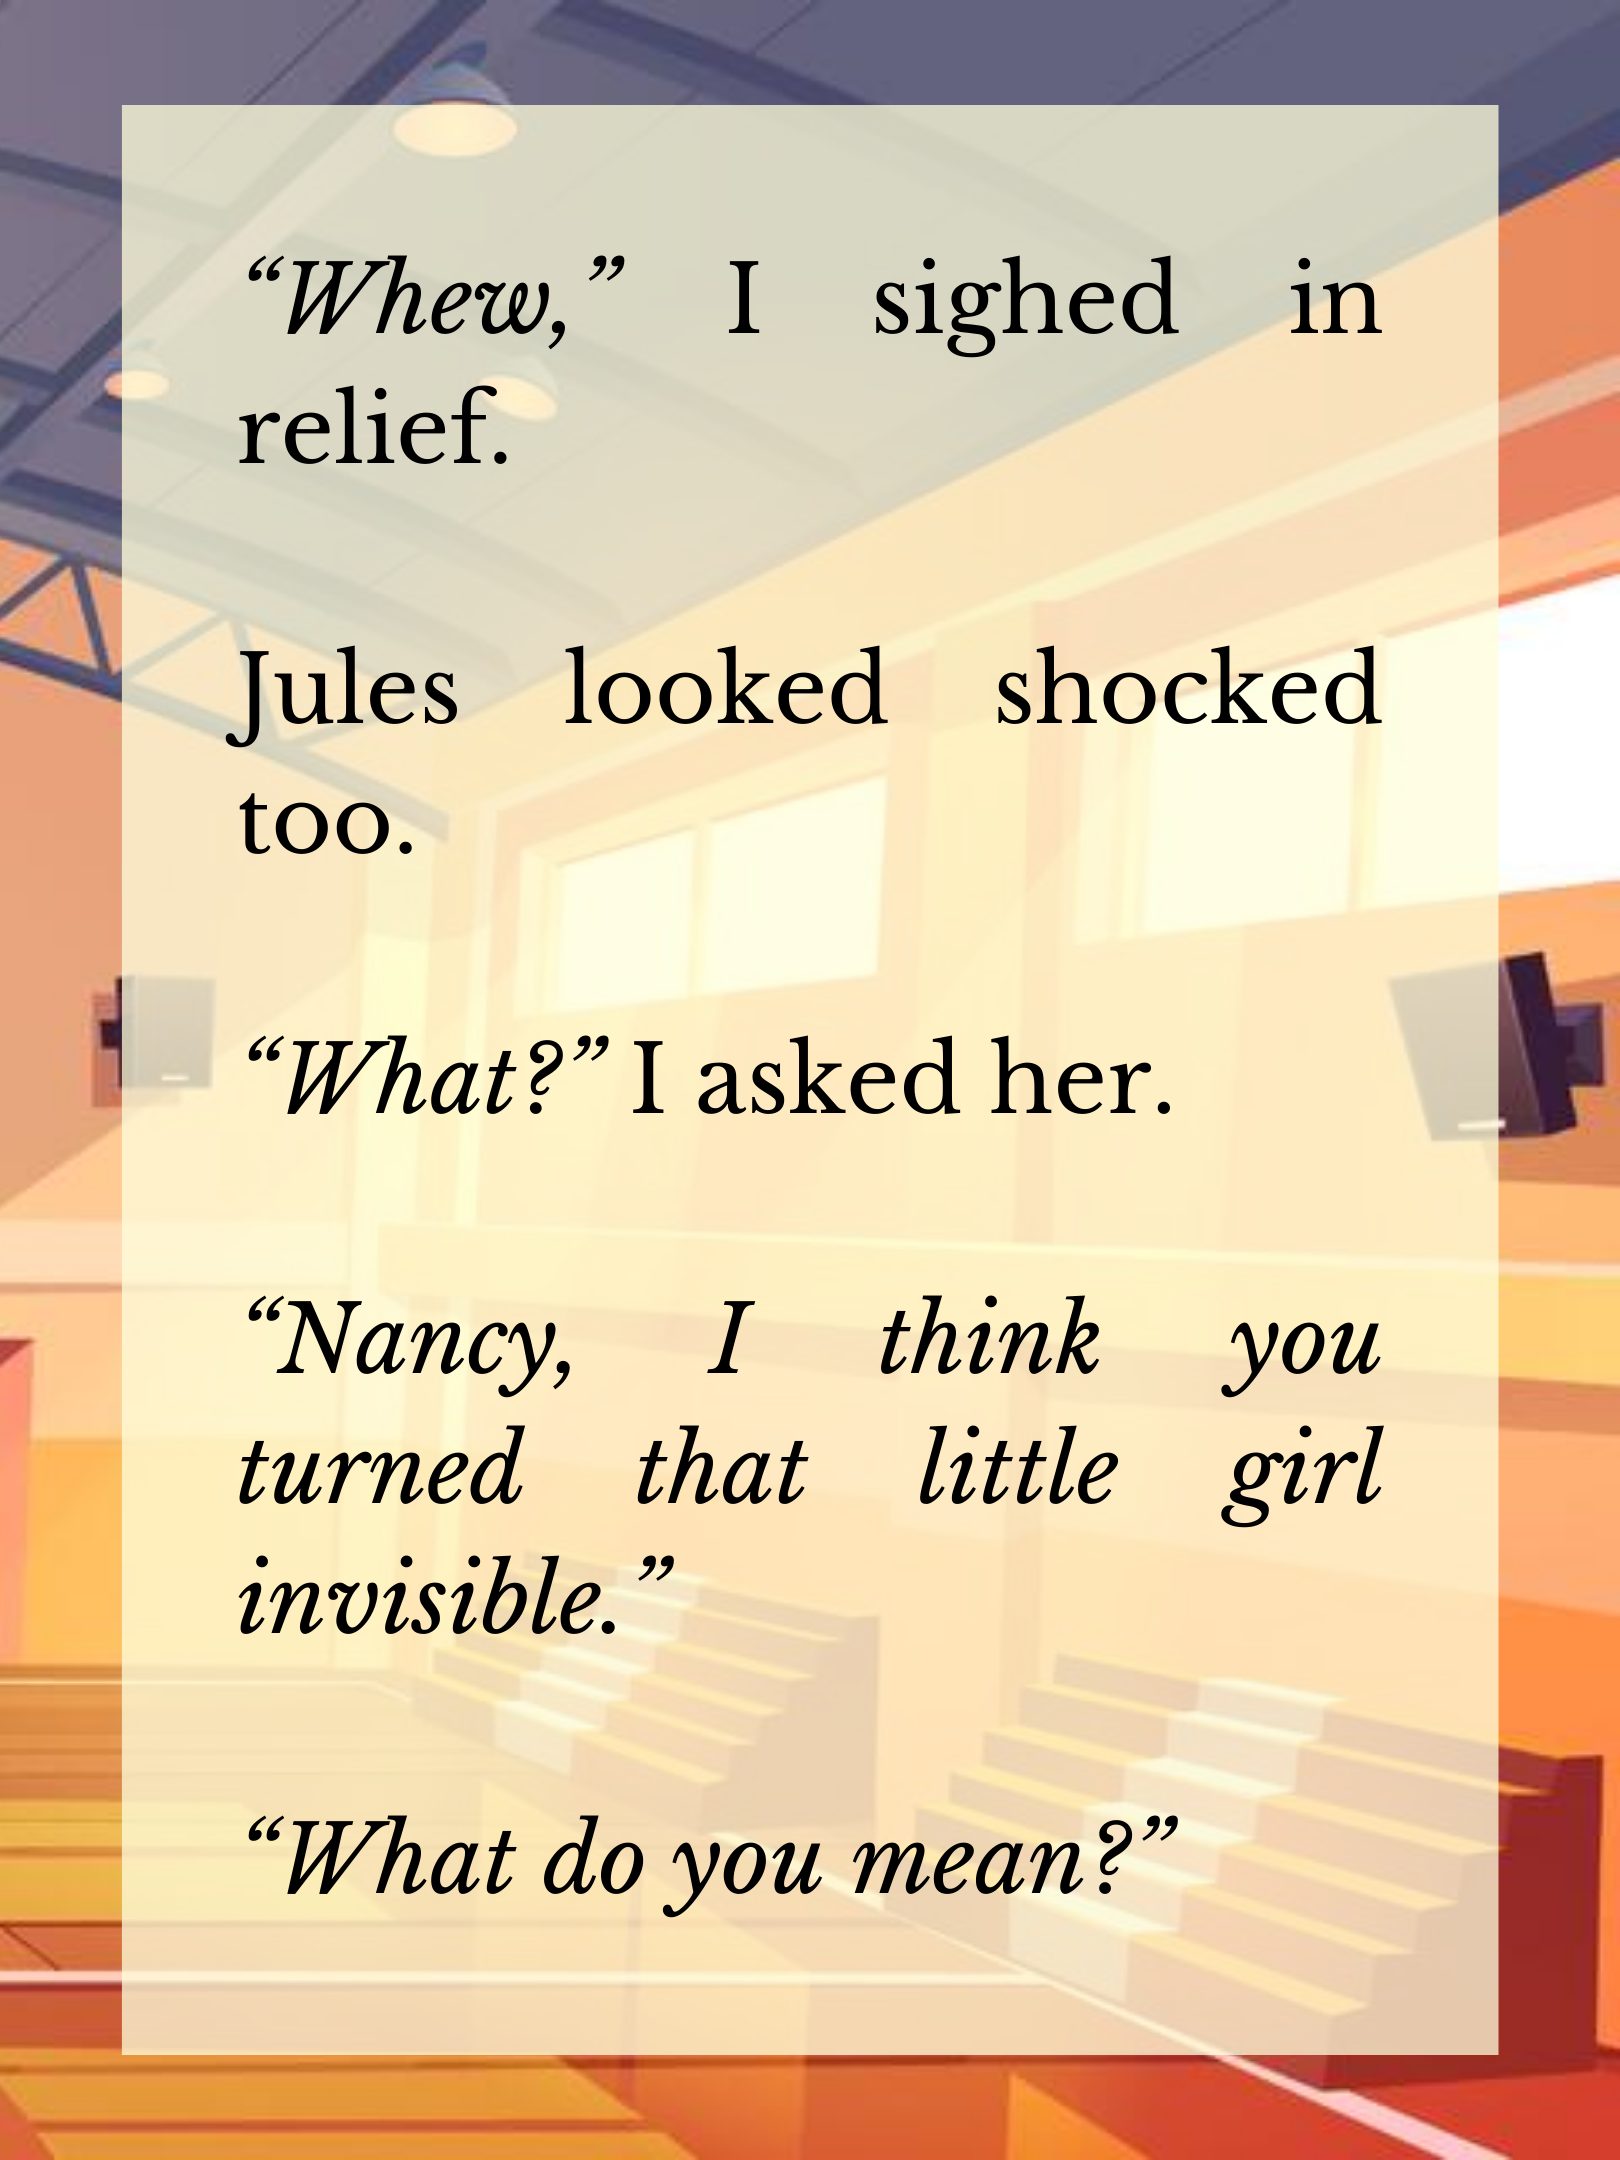 “Whew,” I sighed in
relief.
Jules looked shocked
too.
“What?” I asked her.
“Nancy, I think you
turned that little girl
invisible.”
“What do you mean?”